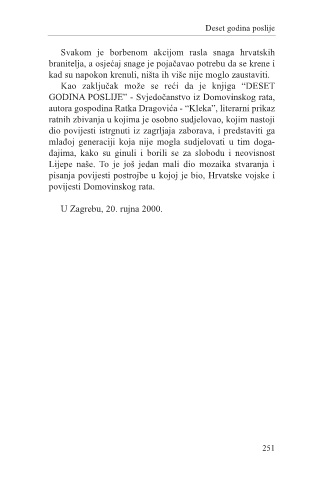 Deset godina poslije
Svakom je borbenom akcijom rasla snaga hrvatskih
branitelja, a osjećaj snage je pojačavao potrebu da se krene i
kad su napokon krenuli, ništa ih više nije moglo zaustaviti.
Kao zaključak može se reći da je knjiga “DESET
GODINA POSLIJE” - Svjedočanstvo iz Domovinskog rata,
autora gospodina Ratka Dragovića - “Kleka”, literarni prikaz
ratnih zbivanja u kojima je osobno sudjelovao, kojim nastoji
dio povijesti istrgnuti iz zagrljaja zaborava, i predstaviti ga
mlađoj generaciji koja nije mogla sudjelovati u tim doga-
dajima, kako su ginuli i borili se za slobodu i neovisnost
Lijepe naše. To je još jedan mali dio mozaika stvaranja i
pisanja povijesti postrojbe u kojoj je bio, Hrvatske vojske i
povijesti Domovinskog rata.
U Zagrebu, 20. rujna 2000.
251